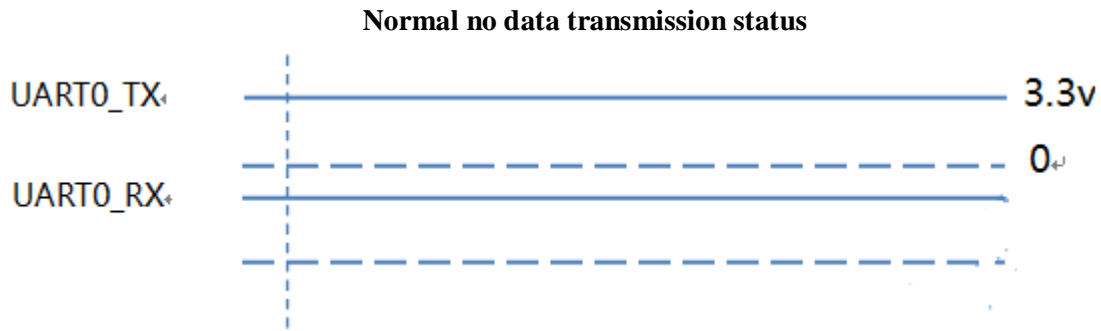 Normal no data transmission status
UART0_TX
3.3v
0
UART0_RX